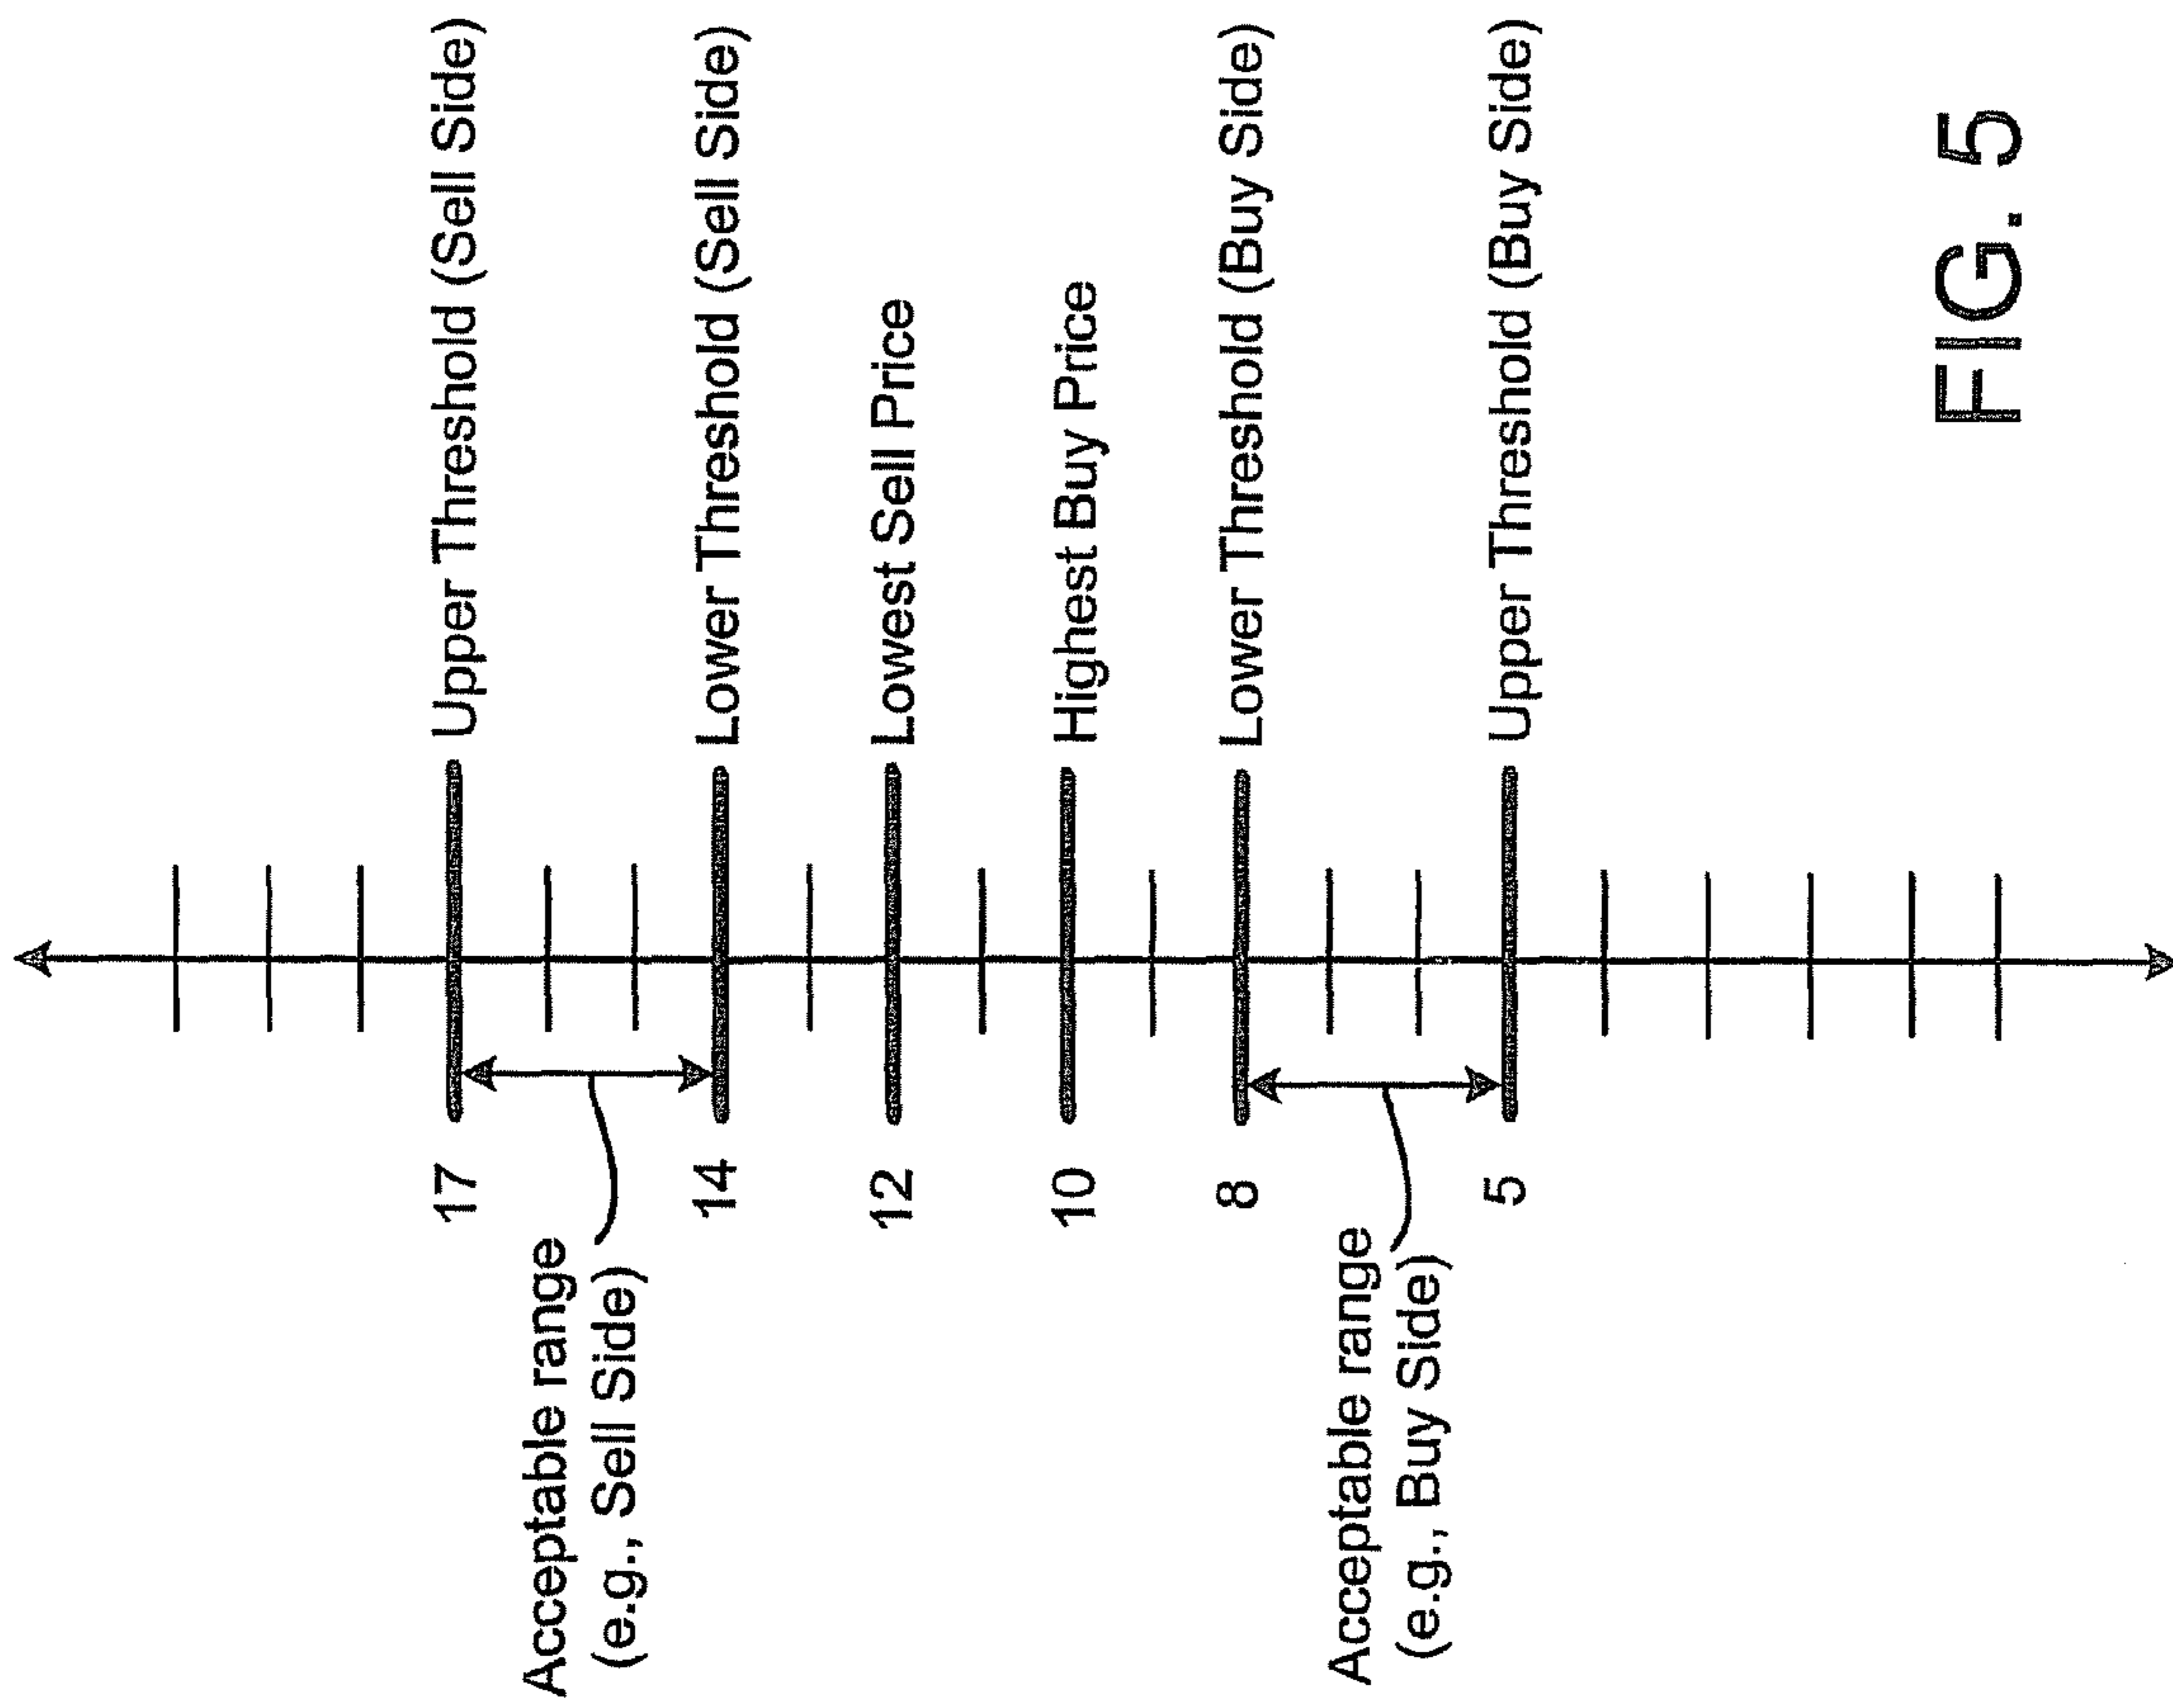 Upper Threshold (Sell Side)
Lower Threshold (Sell Side)
Lowest Sell Price
Highest Buy Price
Lower Threshold (Buy Side)
Upper Threshold (Buy Side)
17
14
12
10
8
5
Acceptable range
(e.g., Sell Side)
Acceptable range
(e.g., Buy Side)
FIG. 5